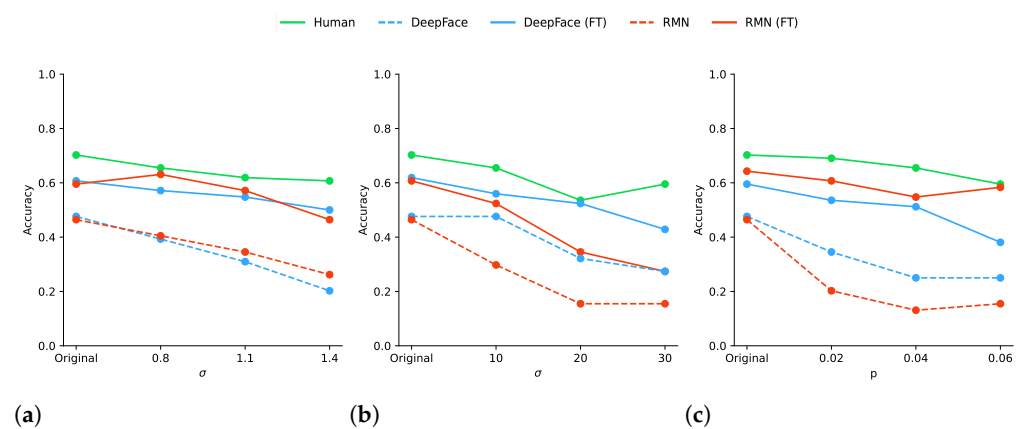 Human DeepFace DeepFace (FT) RMN RMN (FT)
1.0
0.8
0.6
0.4
0.2
0.0
Accuracy
Original 0.8 1.1 1.4
σ
(a)
1.0
0.8
0.6
0.4
0.2
0.0
Accuracy
Original 10 20 30
σ
(b)
1.0
0.8
0.6
0.4
0.2
0.0
Accuracy
Original 0.02 0.04 0.06
p
(c)